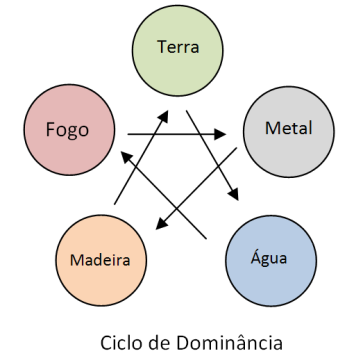 Terra
Fogo
Metal
Madeira
Água
Ciclo de Dominância